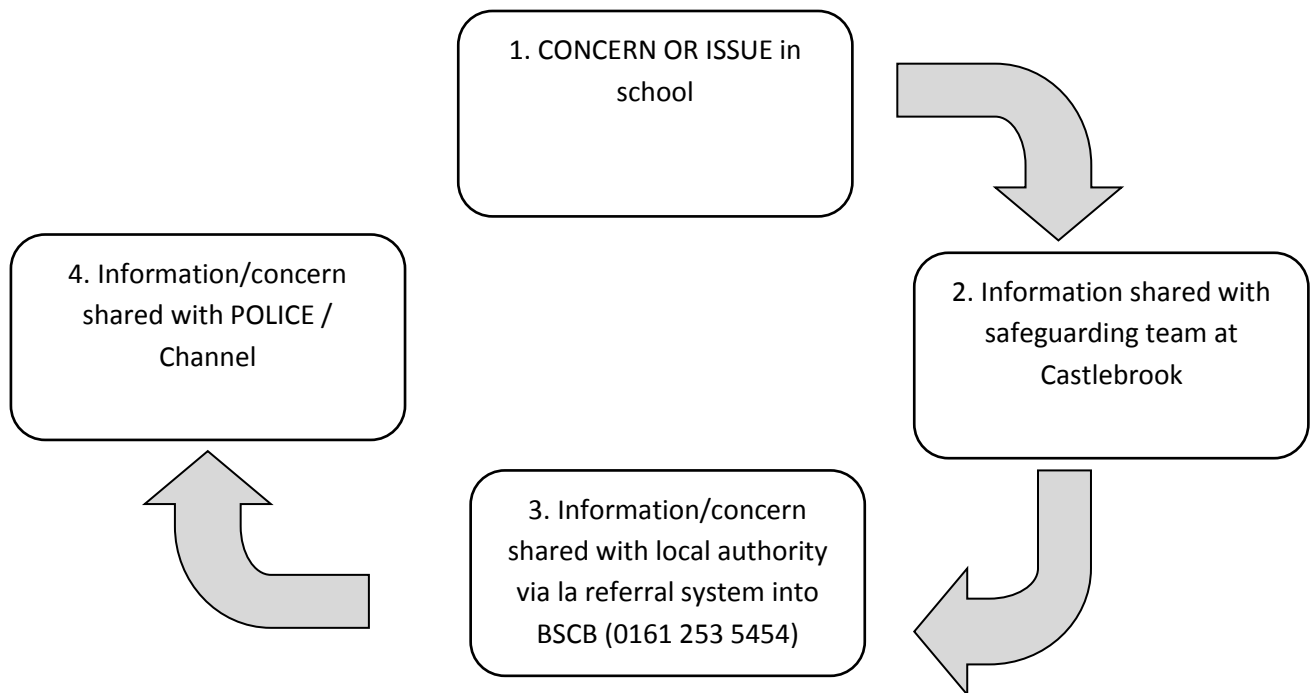 1. CONCERN OR ISSUE in
school
2. Information shared with
safeguarding team at
Castlebrook
3. Information/concern
shared with local authority
via la referral system into
BSCB (0161 253 5454)
4. Information/concern
shared with POLICE /
Channel